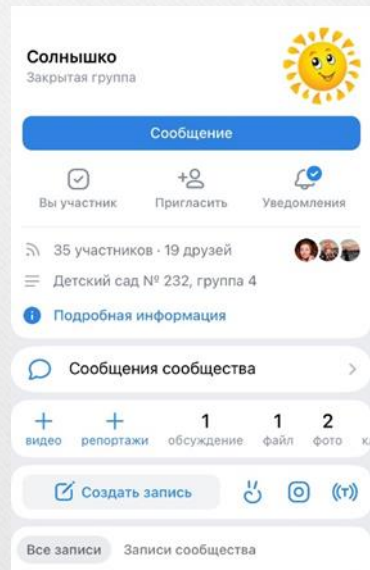 Солнышко
Закрытая группа
Сообщение
Вы участник Пригласить Уведомления
35 участников · 19 друзей
Детский сад № 232, группа 4
Подробная информация
Сообщения сообщества
1 1 2
видео репортажи обсуждение файл фото
Создать запись
Все записи Записи сообщества